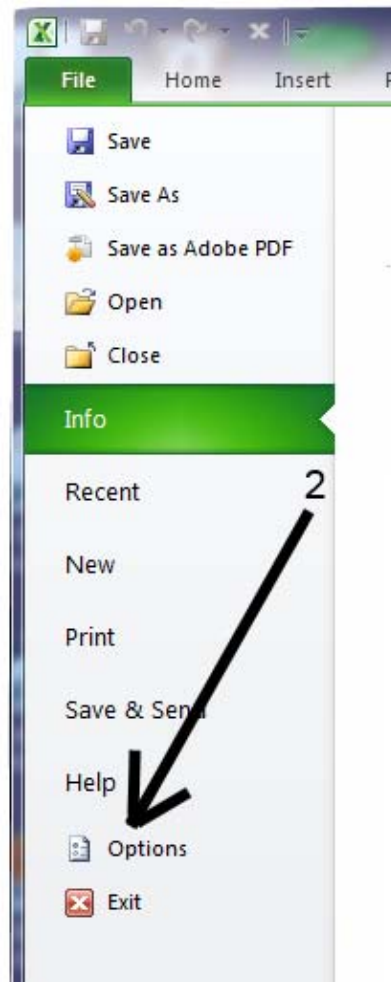 File Home Insert
Save
Save As
Save as Adobe PDF
Open
Close
Info
Recent 2
New
Print
Save & Send
Help
Options
Exit